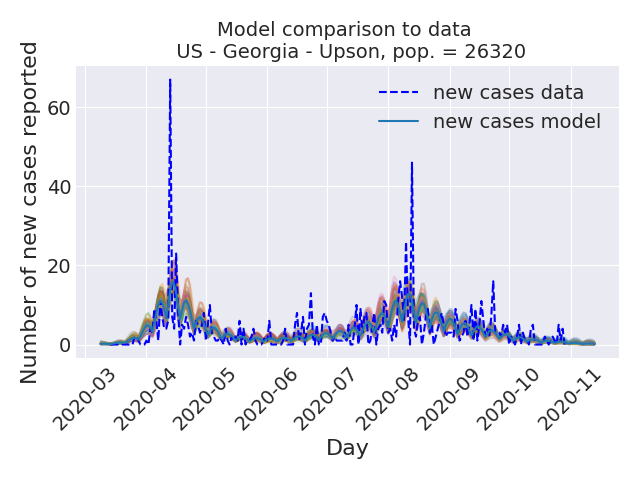 Model comparison to data
US - Georgia - Upson, pop. = 26320
Number of new cases reported
60
40
20
0
new cases data
new cases model
2020-03
2020-04
2020-05
2020-06
2020-07
2020-08
2020-09
2020-10
2020-11
Day